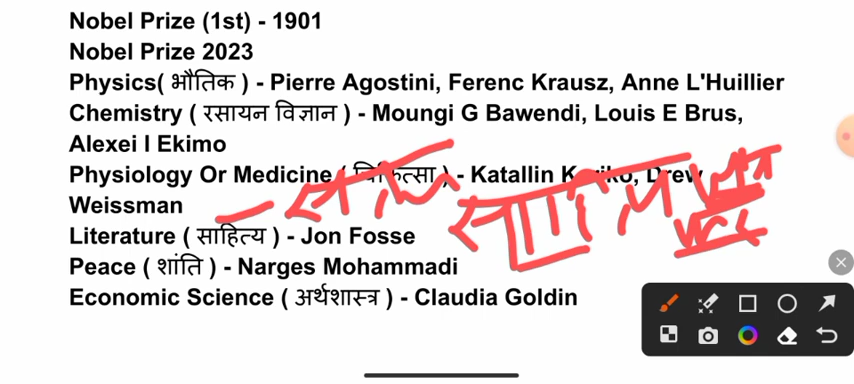 Nobel Prize (1st) - 1901
Nobel Prize 2023
Physics( भौतिक ) - Pierre Agostini, Ferenc Krausz, Anne L'Huillier
Chemistry ( रसायन विज्ञान ) - Moungi G Bawendi, Louis E Brus,
Alexei I Ekimo
Physiology Or Medicine ( चिकित्सा ) - Katallin Kariko, Drew
Weissman
Literature ( साहित्य ) - Jon Fosse
Peace ( शांति ) - Narges Mohammadi
Economic Science ( अर्थशास्त्र ) - Claudia Goldin